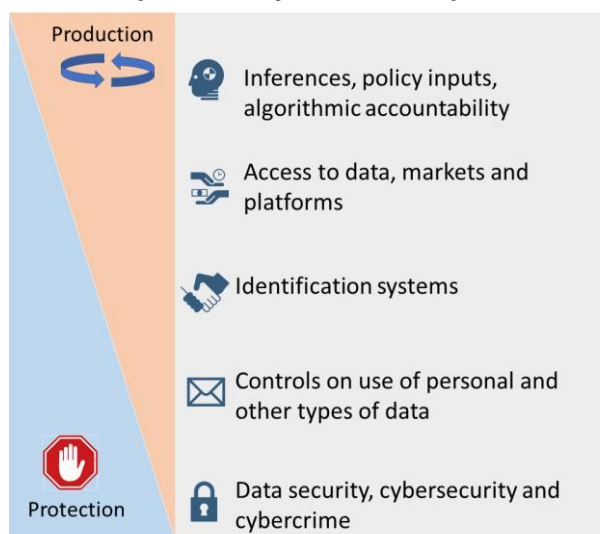 Production
Inferences, policy inputs,
algorithmic accountability
Access to data, markets and
platforms
Identification systems
Controls on use of personal and
other types of data
Protection
Data security, cybersecurity and
cybercrime